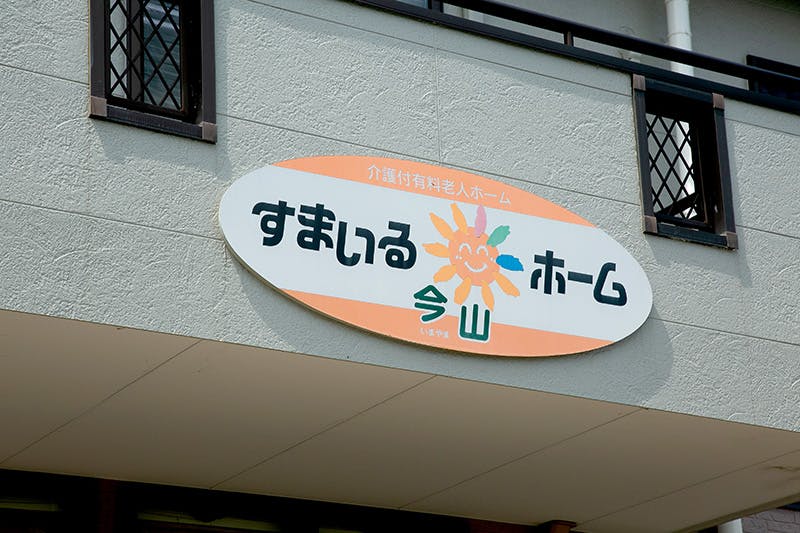 介護付有料老人ホーム
すまいる ホーム
今山
いまやま